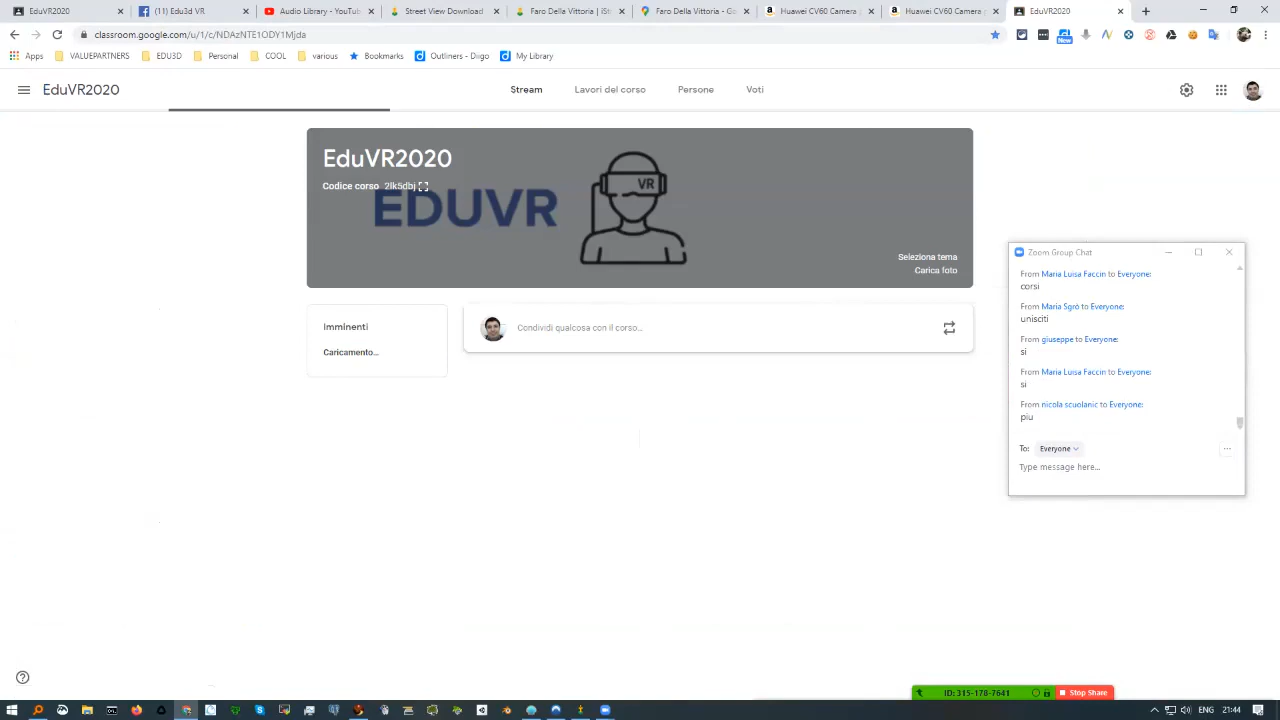 EduVR2020
(11) Edu3d VR
Audio Library - YouTub
Street View Download
Faro Della Vittoria | iSt
Faro Della Vittoria - Go
Huawei CV60 Camera
Huawei CV60 Camera
EduVR2020
classroom.google.com/u/1/c/NDAzNTE1ODY1Mjda
New
Apps
VALUEPARTNERS
EDU3D
Personal
COOL
various
Bookmarks
Outliners - Diigo
My Library
EduVR2020
Stream
Lavori del corso
Persone
Voti
EduVR2020
Codice corso 2lk5dbj
EDUVR
VR
Seleziona tema
Carica foto
Imminenti
Caricamento...
Condividi qualcosa con il corso...
Zoom Group Chat
From Maria Luisa Faccin to Everyone:
corsi
From Maria Sgrò to Everyone:
unisciti
From giuseppe to Everyone:
si
From Maria Luisa Faccin to Everyone:
si
From nicola scuolanic to Everyone:
piu
To: Everyone
Type message here...
ID: 315-178-7641
Stop Share
ENG
21:44